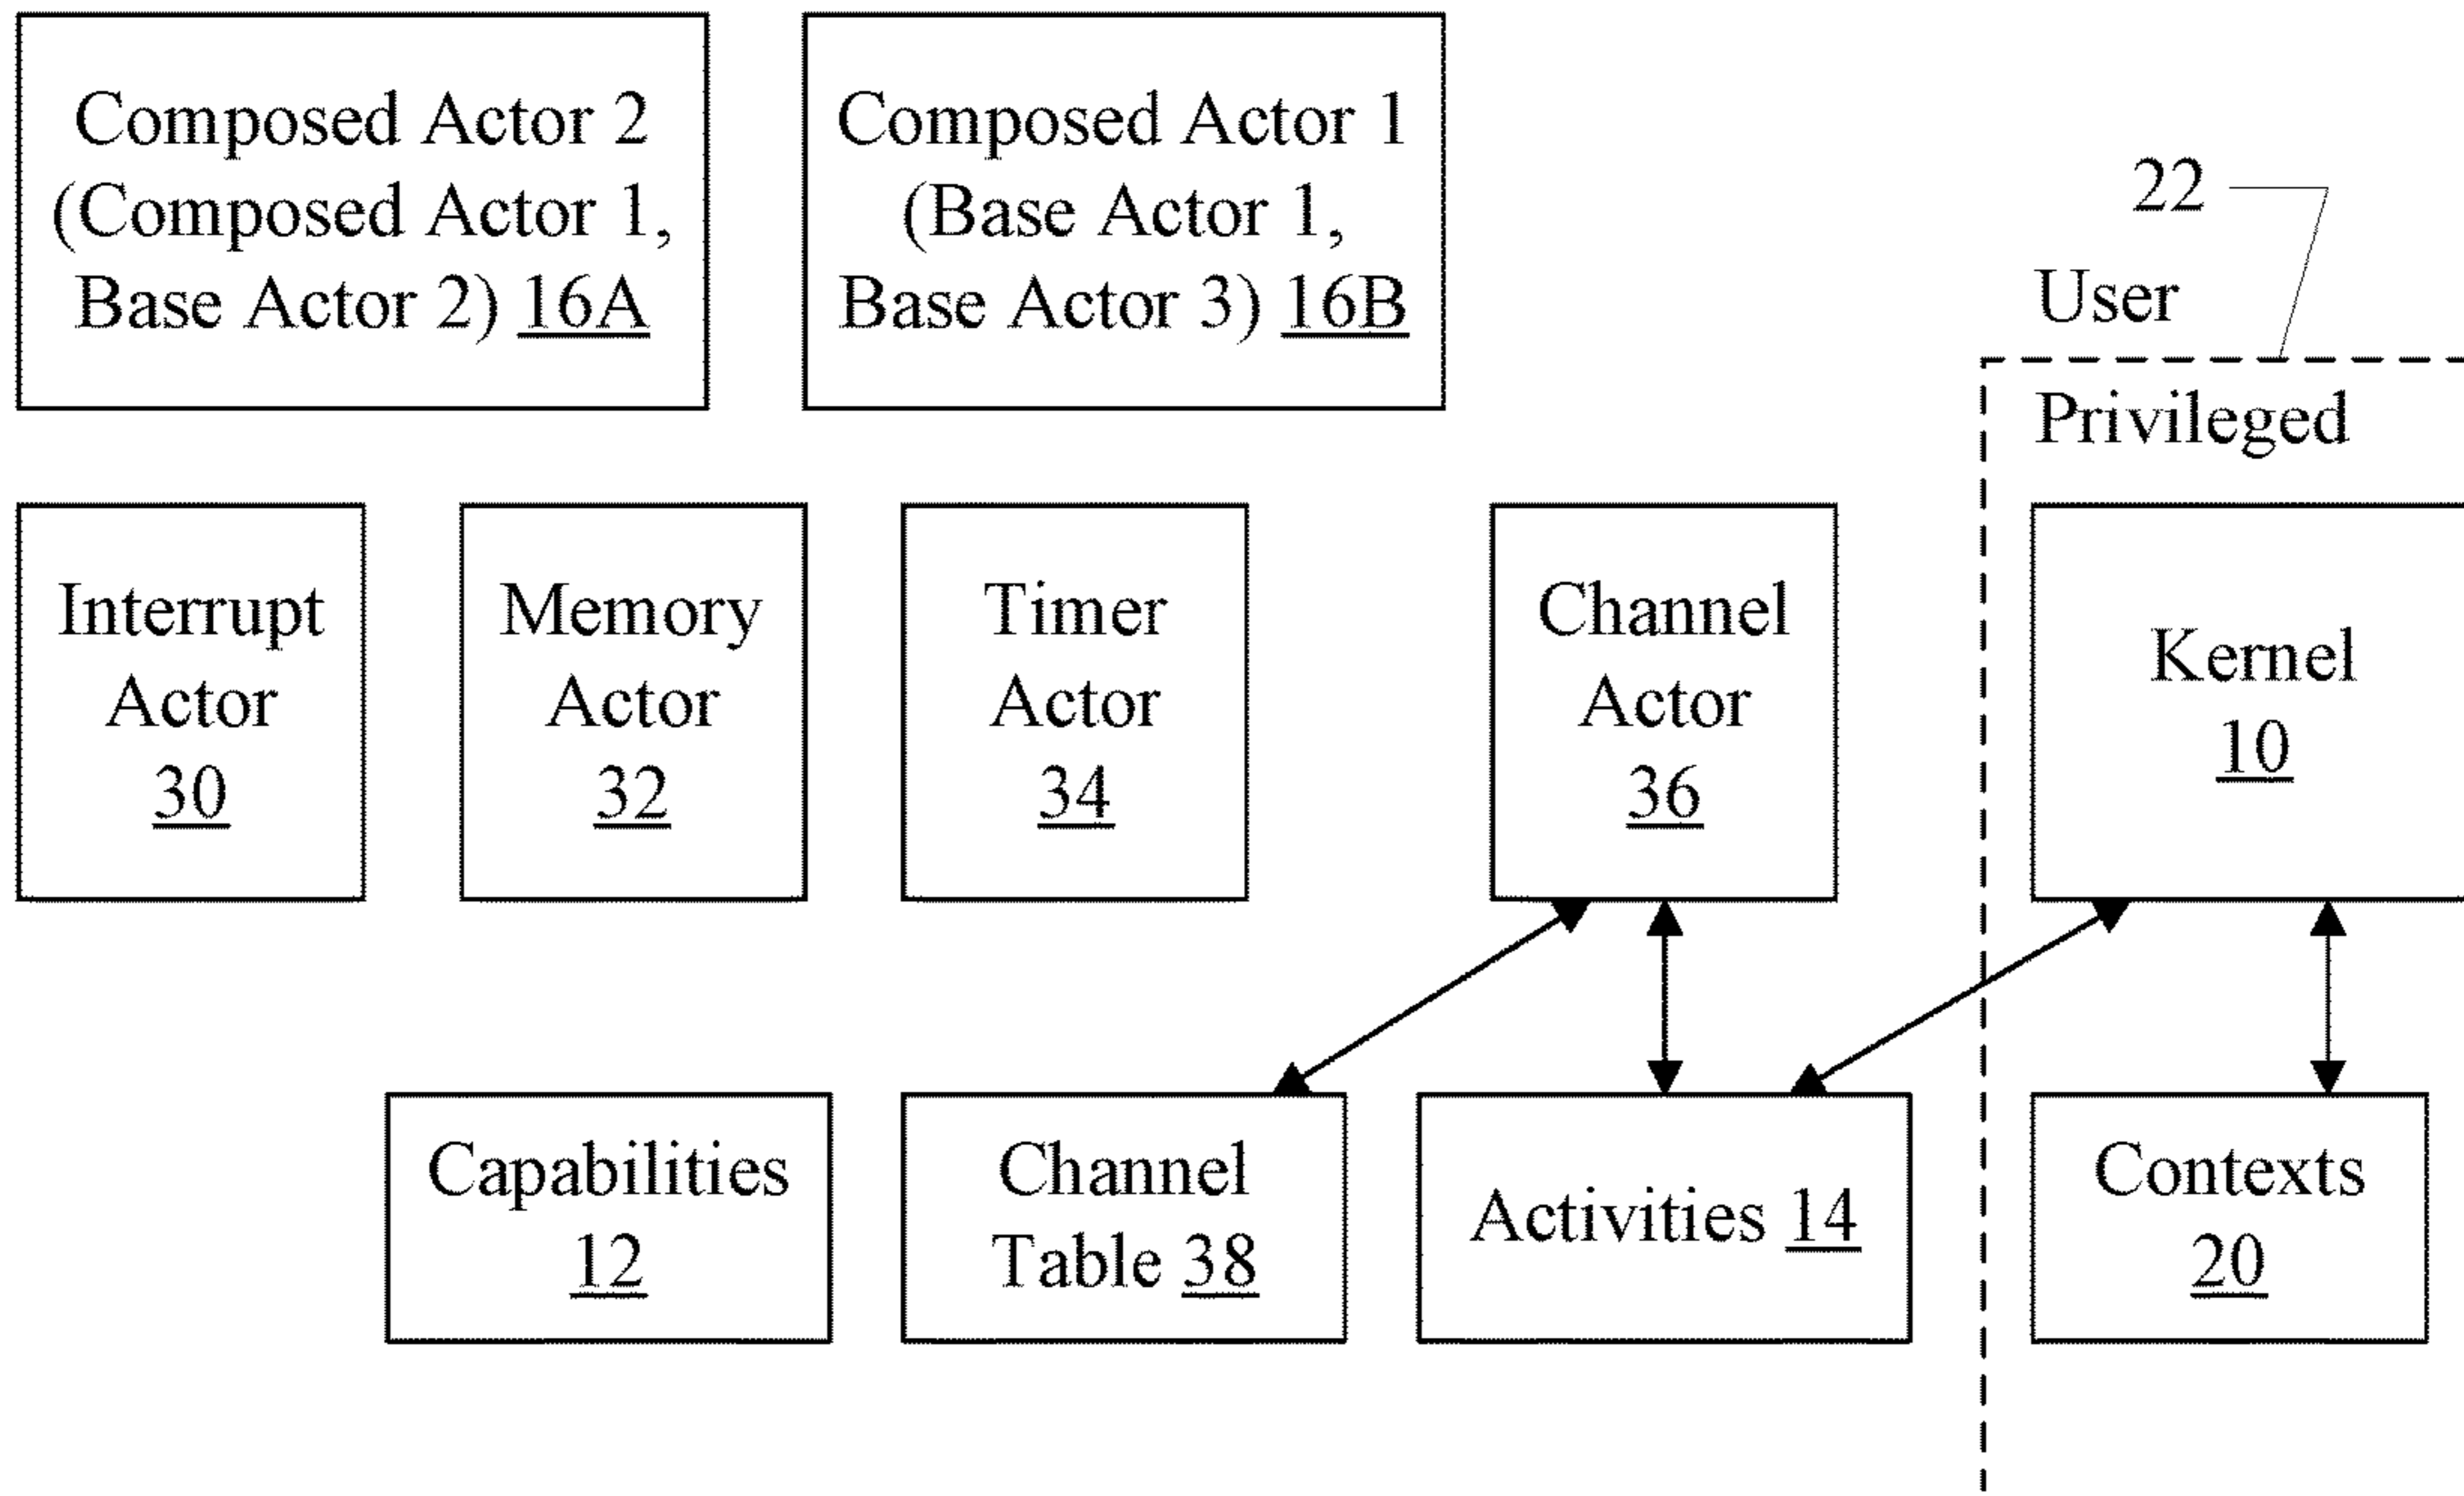 Composed Actor 2
(Composed Actor 1,
Base Actor 2) 16A
Composed Actor 1
(Base Actor 1,
Base Actor 3) 16B
22
User
Privileged
Interrupt
Actor
30
Memory
Actor
32
Timer
Actor
34
Channel
Actor
36
Kernel
10
Capabilities
12
Channel
Table 38
Activities 14
Contexts
20